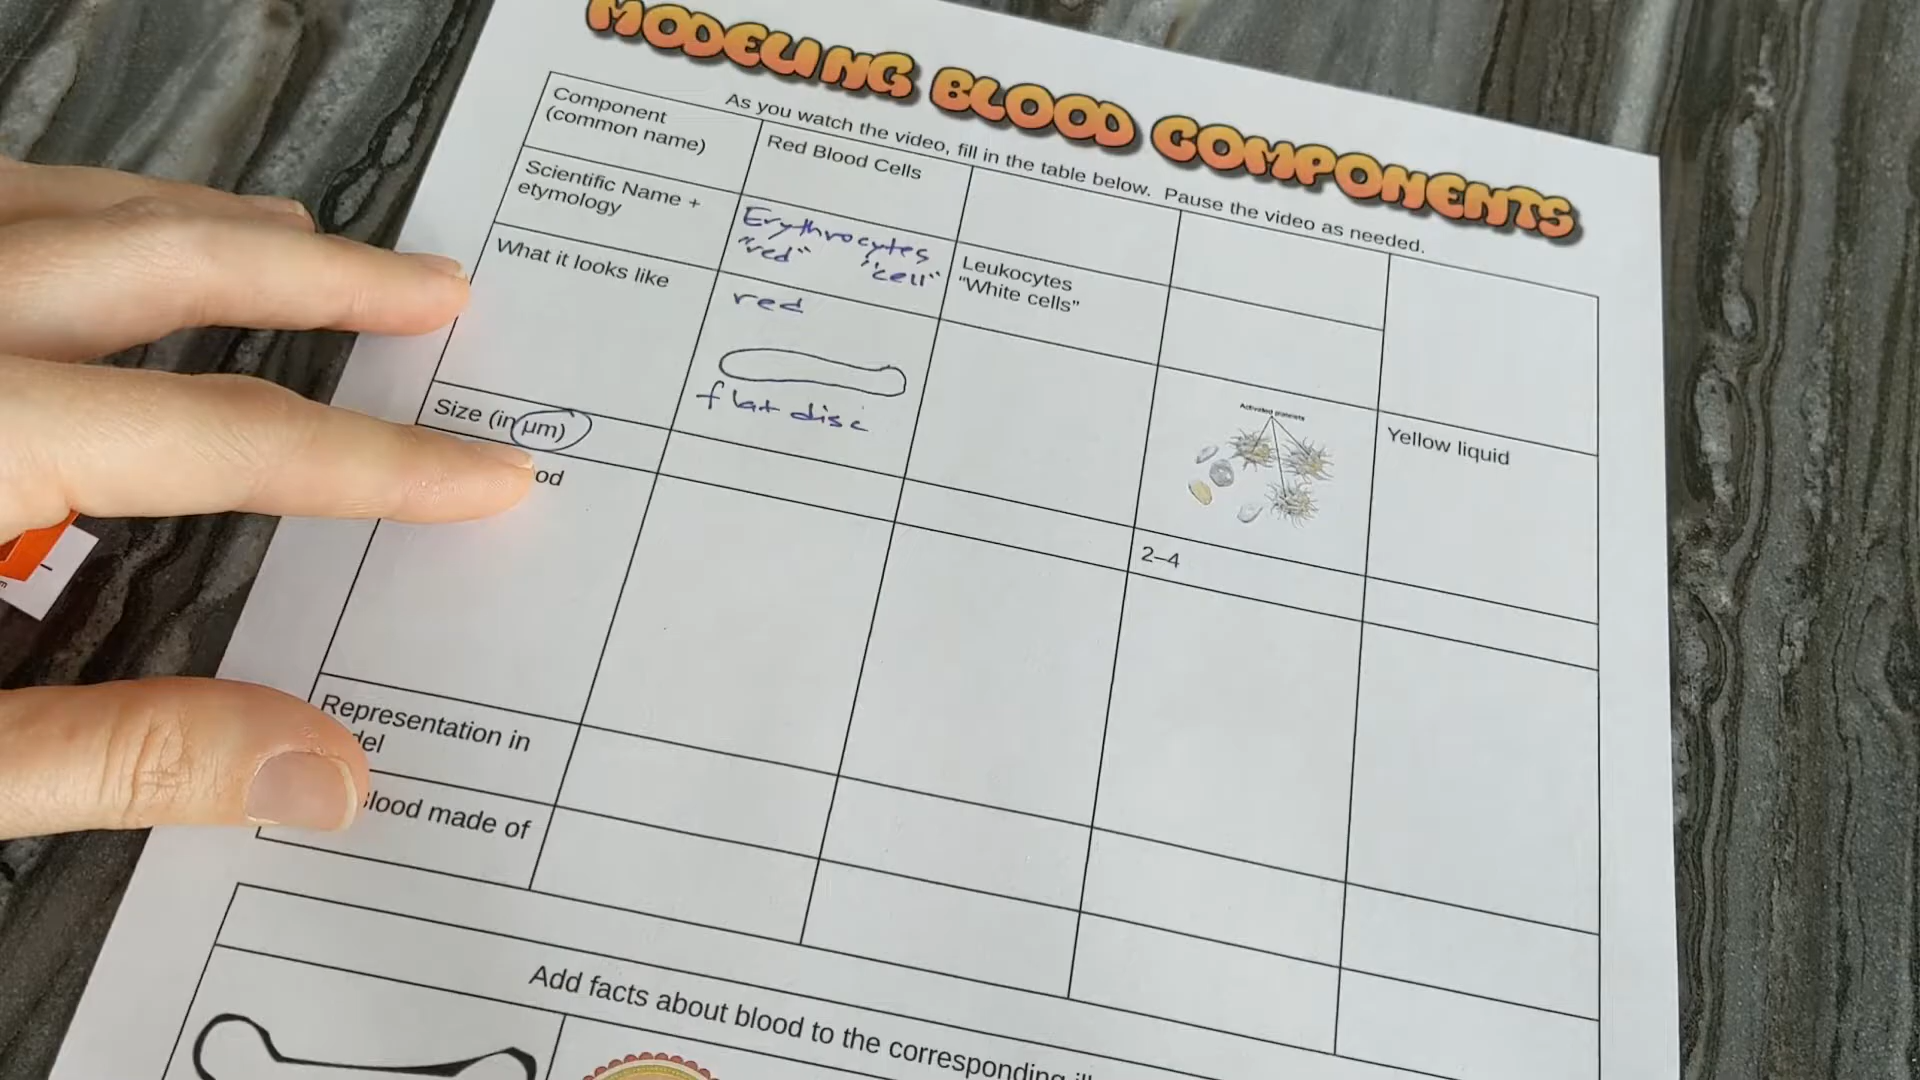 MODELING BLOOD COMPONENTS
As you watch the video, fill in the table below. Pause the video as needed.
Component
(common name)
Red Blood Cells
Scientific Name +
etymology
Erythrocytes
"red" "cell"
Leukocytes
"White cells"
What it looks like
red
flat disc
Activated platelets
Yellow liquid
Size (in µm)
2–4
Representation in
Blood made of
Add facts about blood to the corresponding